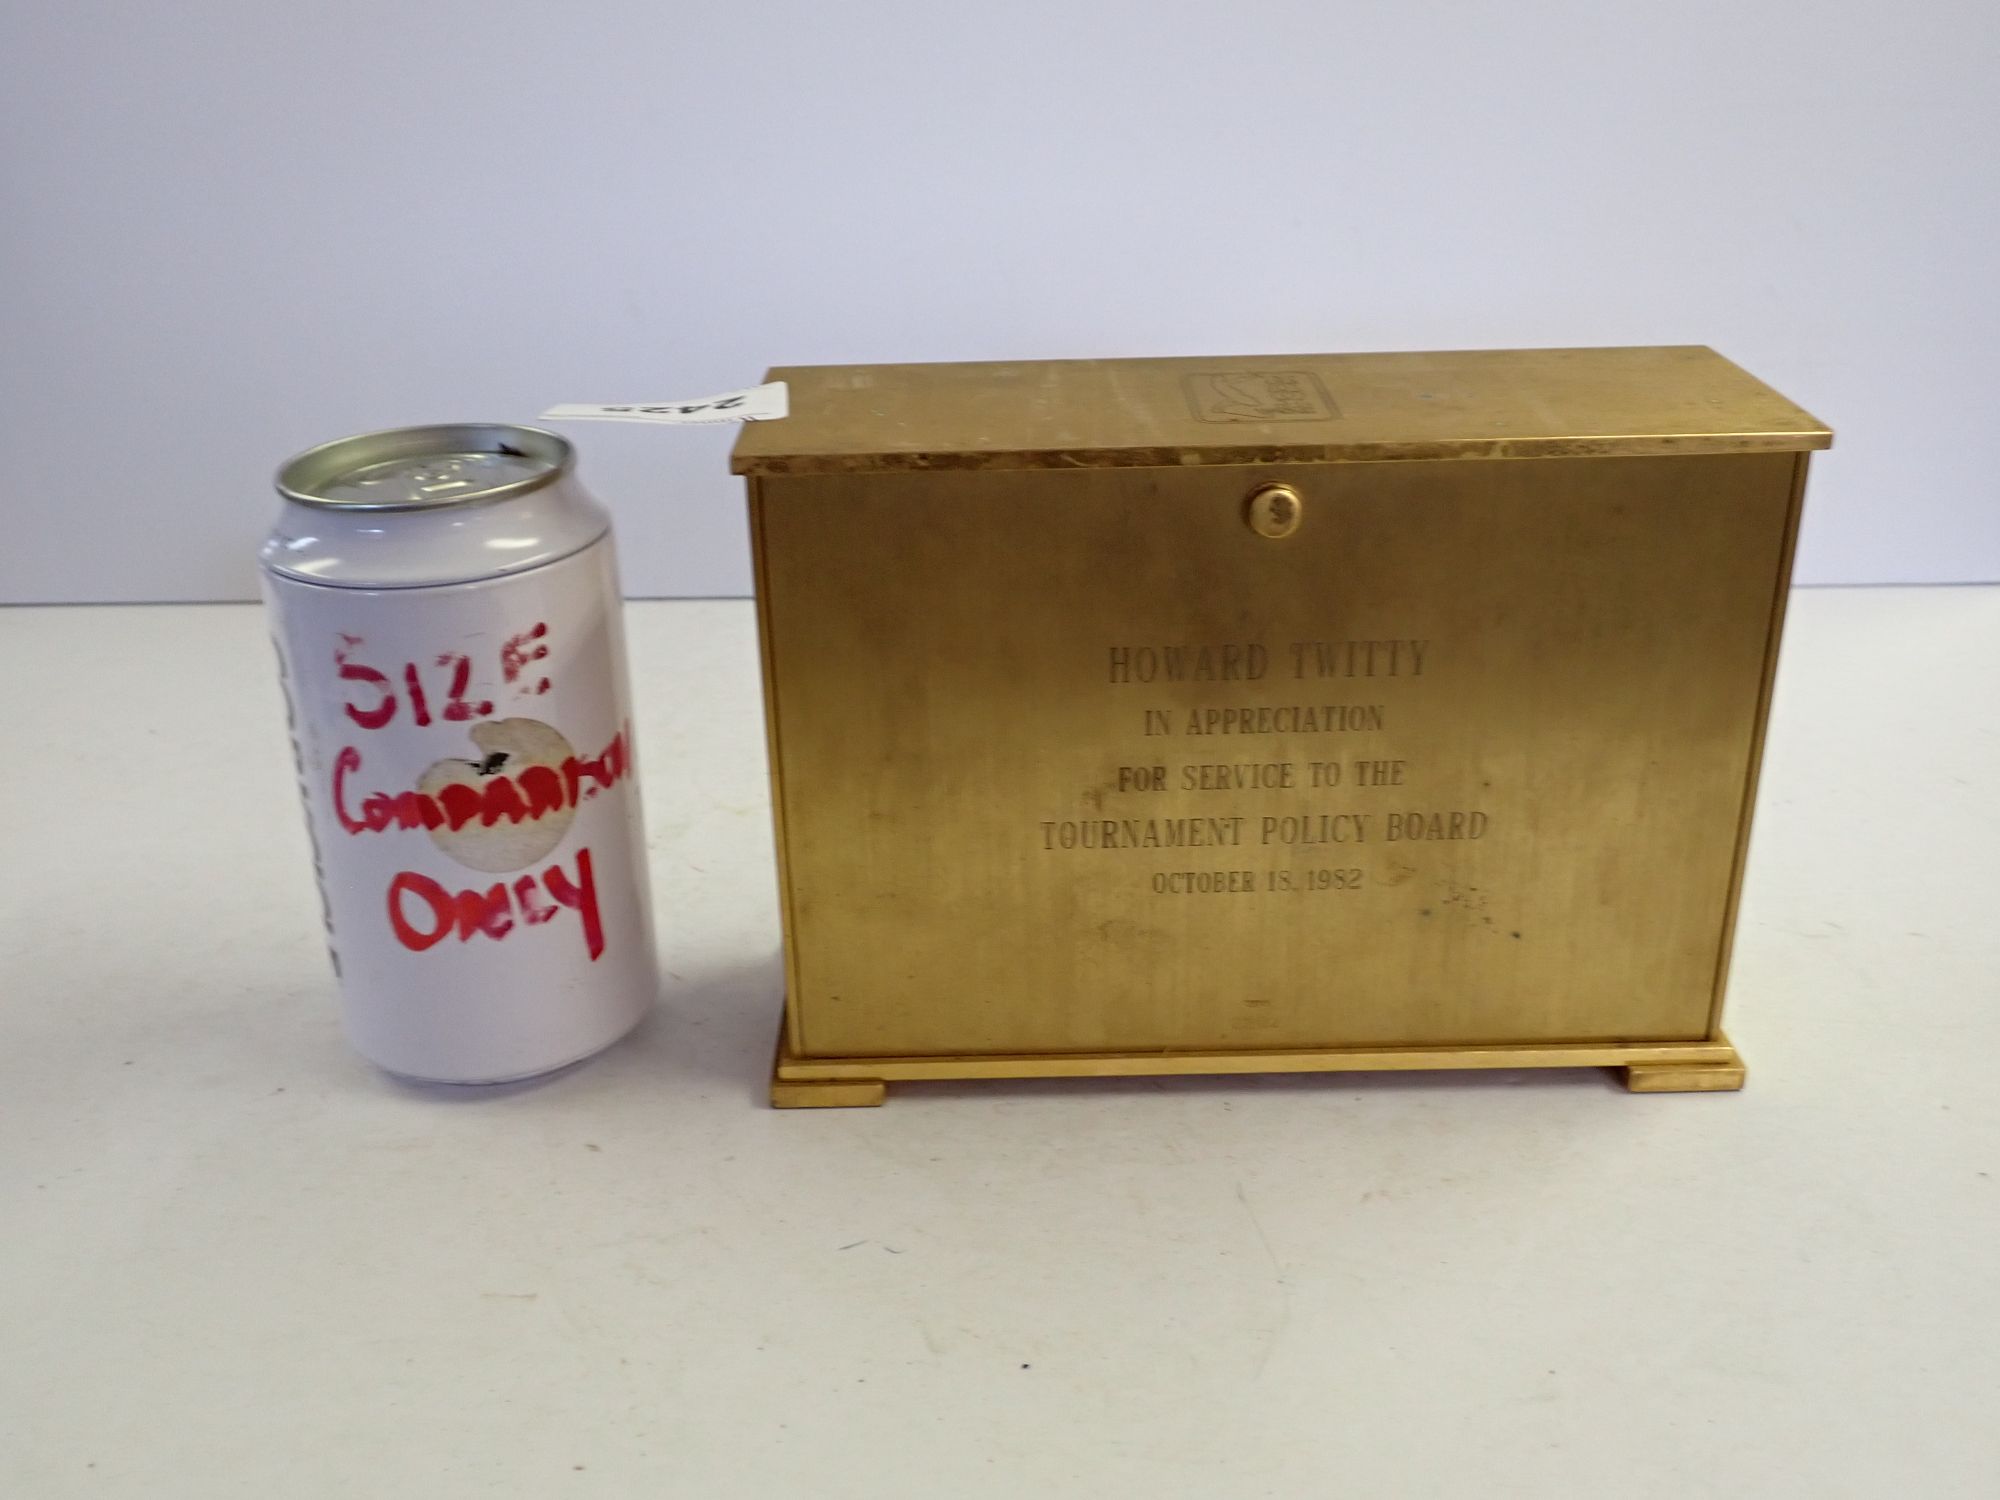 SIZE
COMPARISON
ONLY
2425
HOWARD TWITTY
IN APPRECIATION
FOR SERVICE TO THE
TOURNAMENT POLICY BOARD
OCTOBER 18, 1982